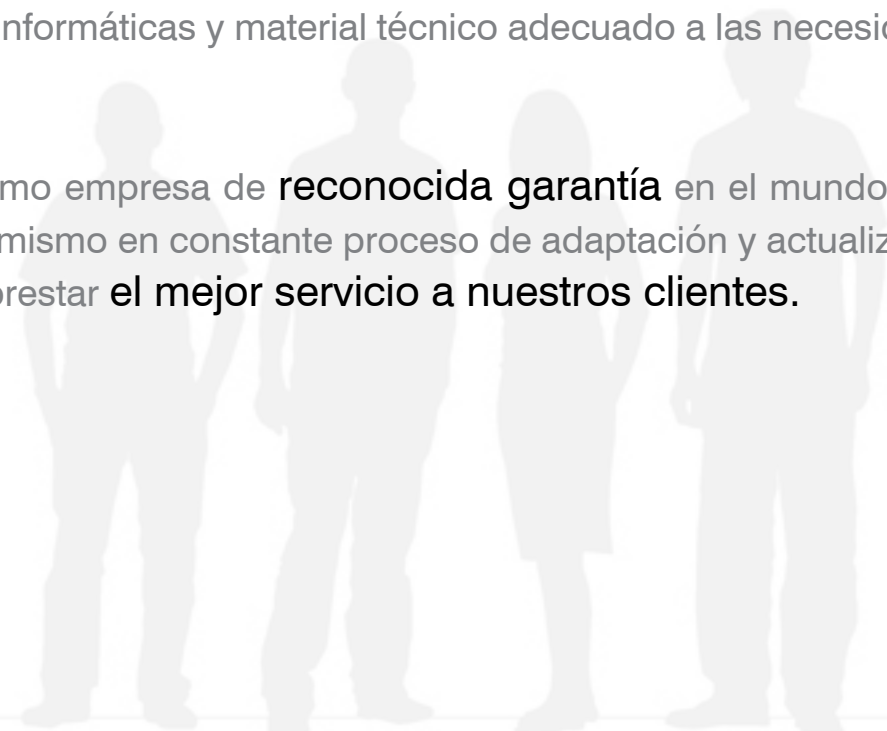 nformáticas y material técnico adecuado a las necesi
mo empresa de reconocida garantía en el mundo
mismo en constante proceso de adaptación y actualiz
prestar el mejor servicio a nuestros clientes.